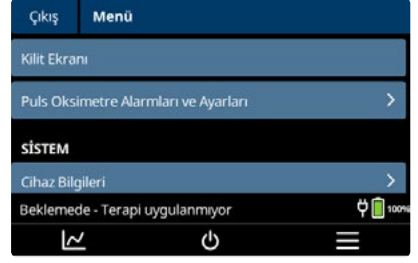 Çıkış Menü
Kilit Ekranı
Puls Oksimetre Alarmları ve Ayarları
SİSTEM
Cihaz Bilgileri
Beklemede - Terapi uygulanmıyor 100%